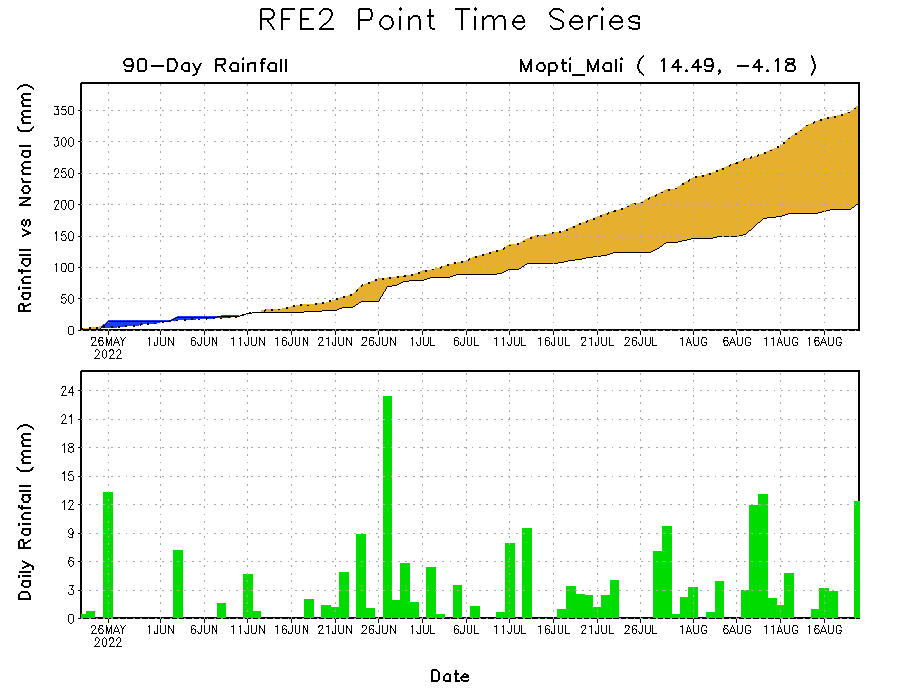 RFE2 Point Time Series
90-Day Rainfall
Mopti_Mali ( 14.49, -4.18 )
Rainfall vs Normal (mm)
350
300
250
200
150
100
50
0
26MAY 1JUN 6JUN 11JUN 16JUN 21JUN 26JUN 1JUL 6JUL 11JUL 16JUL 21JUL 26JUL 1AUG 6AUG 11AUG 16AUG
2022
Daily Rainfall (mm)
24
21
18
15
12
9
6
3
0
26MAY 1JUN 6JUN 11JUN 16JUN 21JUN 26JUN 1JUL 6JUL 11JUL 16JUL 21JUL 26JUL 1AUG 6AUG 11AUG 16AUG
2022
Date